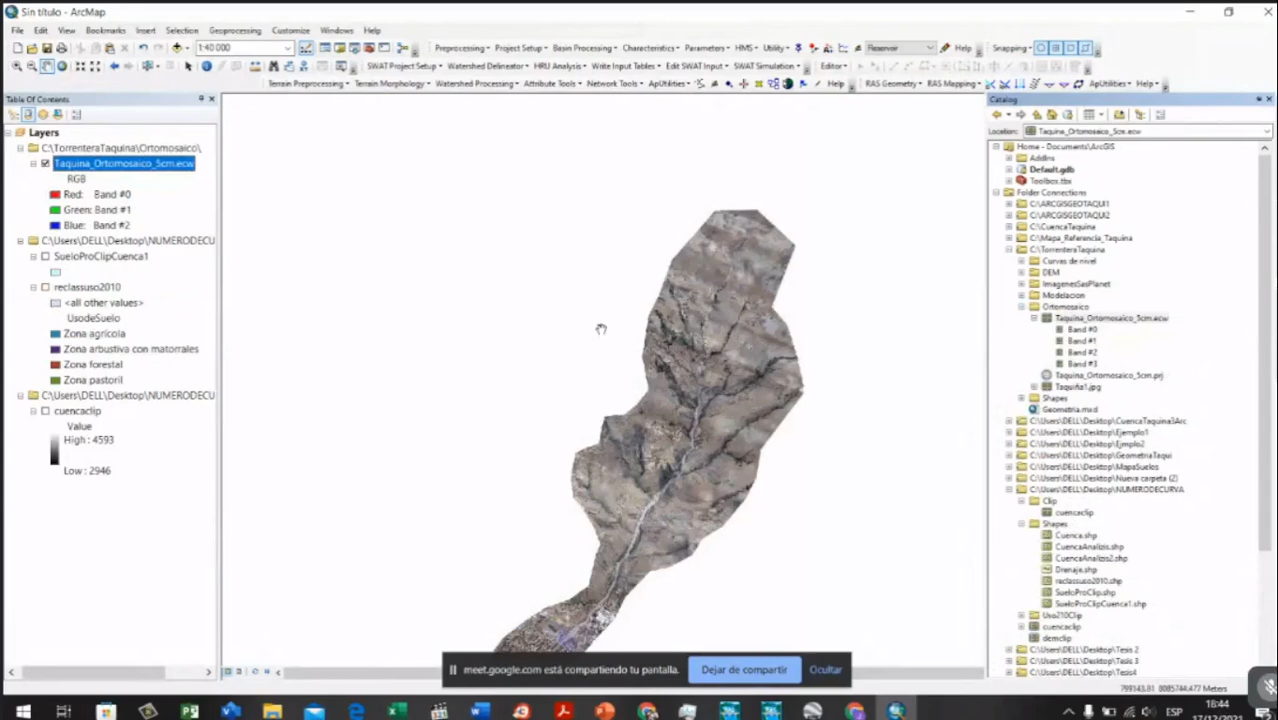 Sin título - ArcMap
File Edit View Bookmarks Insert Selection Geoprocessing Customize Windows Help
1:40 000
Preprocessing Project Setup Basin Processing Characteristics Parameters HMS Utility Reservoir Help Snapping
SWAT Project Setup Watershed Delineator HRU Analysis Write Input Tables Edit SWAT Input SWAT Simulation Editor
Terrain Preprocessing Terrain Morphology Watershed Processing Attribute Tools Network Tools ApUtilities Help RAS Geometry RAS Mapping ApUtilities Help
Table Of Contents
Layers
C:\TorrenteraTaquina\Ortomosaico\
Taquina_Ortomosaico_5cm.ecw
RGB
Red: Band #0
Green: Band #1
Blue: Band #2
C:\Users\DELL\Desktop\NUMERODECU
SueloProClipCuenca1
reclassuso2010
<all other values>
UsodeSuelo
Zona agricola
Zona arbustiva con matorrales
Zona forestal
Zona pastoril
C:\Users\DELL\Desktop\NUMERODECU
cuencaclip
Value
High : 4593
Low : 2946
meet.google.com está compartiendo tu pantalla. Dejar de compartir Ocultar
Catalog
Location: Taquina_Ortomosaico_5cm.ecw
Home - Documents\ArcGIS
AddIns
Default.gdb
Toolbox.tbx
Folder Connections
C:\ARCGISGEOTAQUI1
C:\ARCGISGEOTAQUI2
C:\CuencaTaquina
C:\Mapa_Referencia_Taquina
C:\TorrenteraTaquina
Curvas de nivel
DEM
ImagenesSasPlanet
Modelacion
Ortomosaico
Taquina_Ortomosaico_5cm.ecw
Band #0
Band #1
Band #2
Band #3
Taquina_Ortomosaico_5cm.prj
Taquiña1.jpg
Shapes
Geometria.mxd
C:\Users\DELL\Desktop\CuencaTaquina3Arc
C:\Users\DELL\Desktop\Ejemplo1
C:\Users\DELL\Desktop\Ejmplo2
C:\Users\DELL\Desktop\GeometriaTaqui
C:\Users\DELL\Desktop\MapaSuelos
C:\Users\DELL\Desktop\Nueva carpeta (2)
C:\Users\DELL\Desktop\NUMERODECURVA
Clip
cuencaclip
Shapes
Cuenca.shp
CuencaAnalizis.shp
CuencaAnalizis2.shp
Drenaje.shp
reclassuso2010.shp
SueloProClip.shp
SueloProClipCuenca1.shp
Uso210Clip
cuencaclip
demclip
C:\Users\DELL\Desktop\Tesis 2
C:\Users\DELL\Desktop\Tesis 3
C:\Users\DELL\Desktop\Tesis4
799143,81 8085744,477 Meters
ESP
18:44
17/12/2021